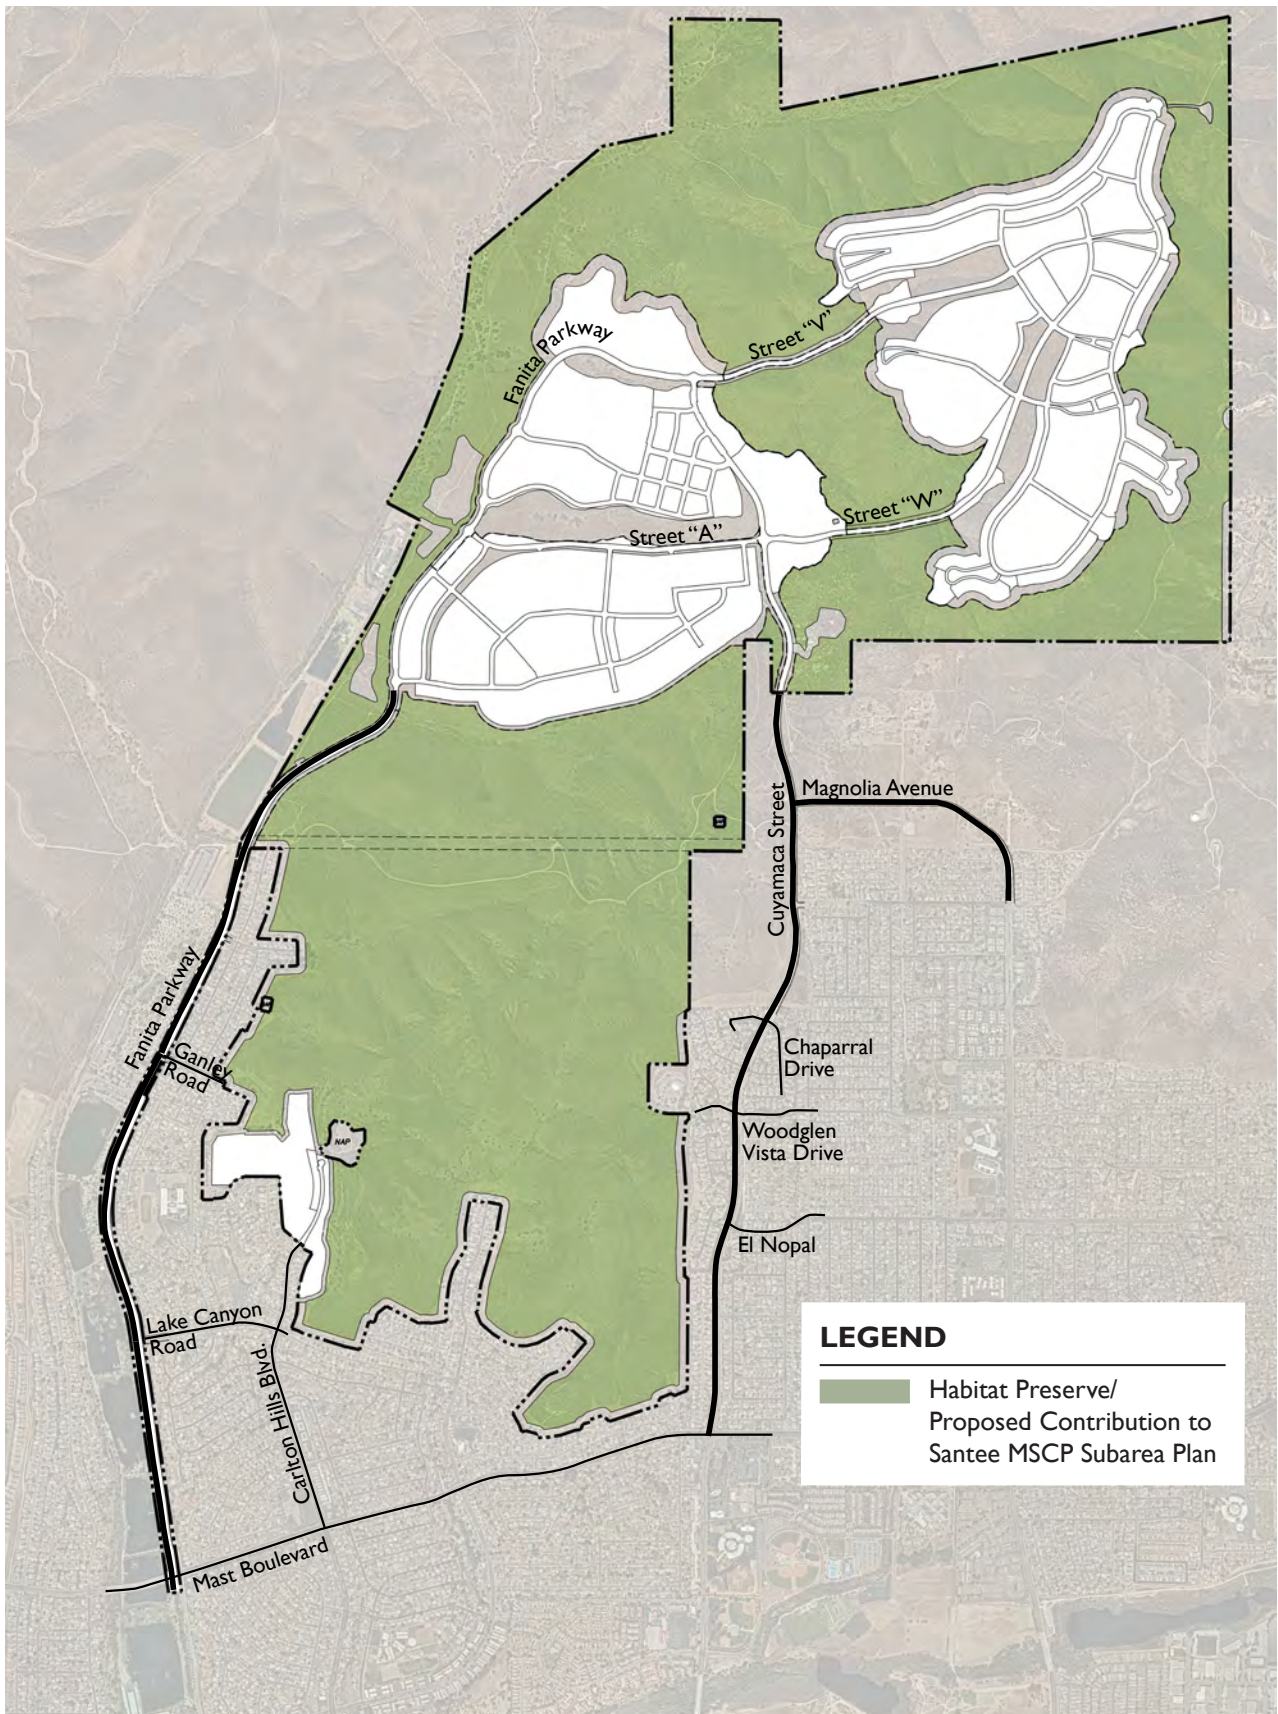 Fanita Parkway
Street “V”
Street “W”
Street “A”
Magnolia Avenue
Cuyamaca Street
Fanita Parkway
Ganley
Road
Chaparral
Drive
NAP
Woodglen
Vista Drive
El Nopal
Lake Canyon
Road
Carlton Hills Blvd.
Mast Boulevard
LEGEND
Habitat Preserve/
Proposed Contribution to
Santee MSCP Subarea Plan